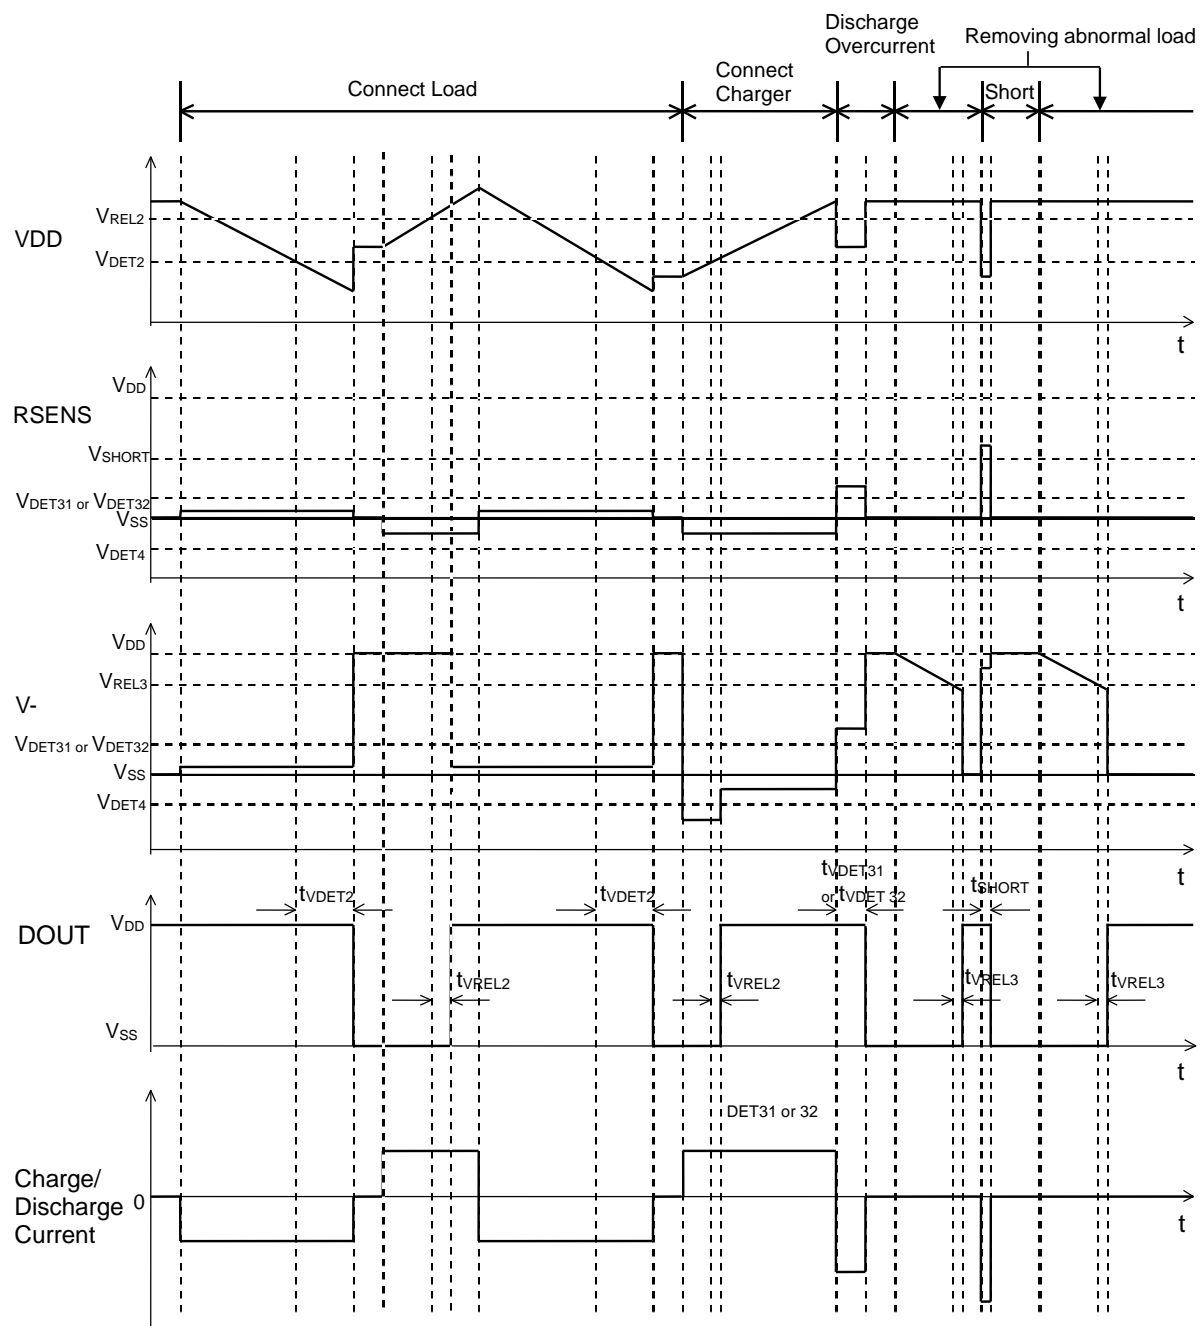 Discharge
Overcurrent
Removing abnormal load
Connect Load
Connect
Charger
Short
VREL2
VDD
VDET2
t
VDD
RSENS
VSHORT
VDET31 or VDET32
VSS
VDET4
t
VDD
VREL3
V-
VDET31 or VDET32
VSS
VDET4
t
tVDET2
tVDET2
tVDET31
or tVDET 32
tSHORT
VDD
DOUT
tVREL2
tVREL2
tVREL3
tVREL3
VSS
t
DET31 or 32
Charge/
Discharge
Current
0
t